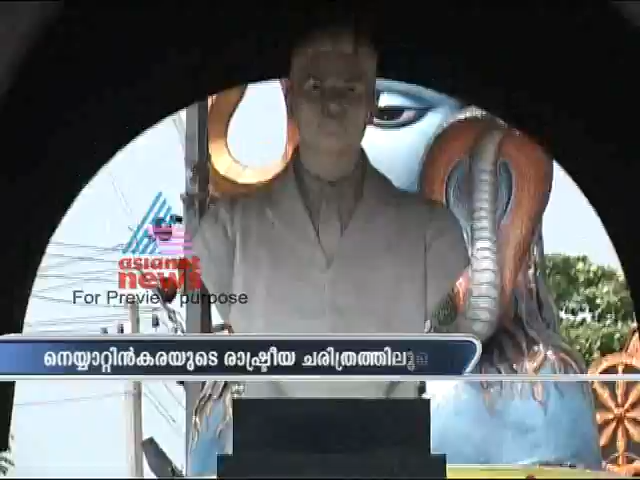 asianet
news
For Preview purpose
നെയ്യാറ്റിൻകരയുടെ രാഷ്ട്രീയ ചരിത്രത്തിലൂ